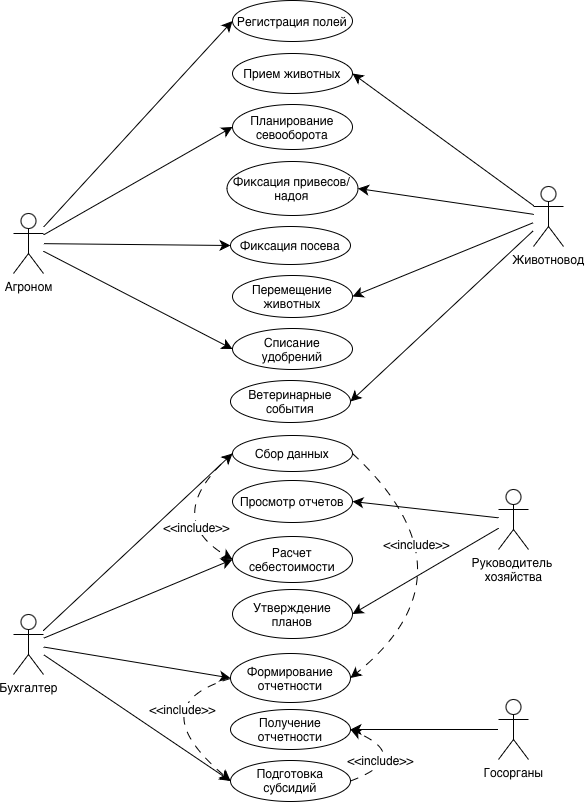 Регистрация полей
Прием животных
Планирование
севооборота
Фиксация привесов/
надоя
Агроном
Фиксация посева
Животновод
Перемещение
животных
Списание
удобрений
Ветеринарные
события
Сбор данных
Просмотр отчетов
<<include>>
<<include>>
Расчет
себестоимости
Руководитель
хозяйства
Утверждение
планов
Бухгалтер
Формирование
отчетности
<<include>>
Получение
отчетности
<<include>>
Госорганы
Подготовка
субсидий